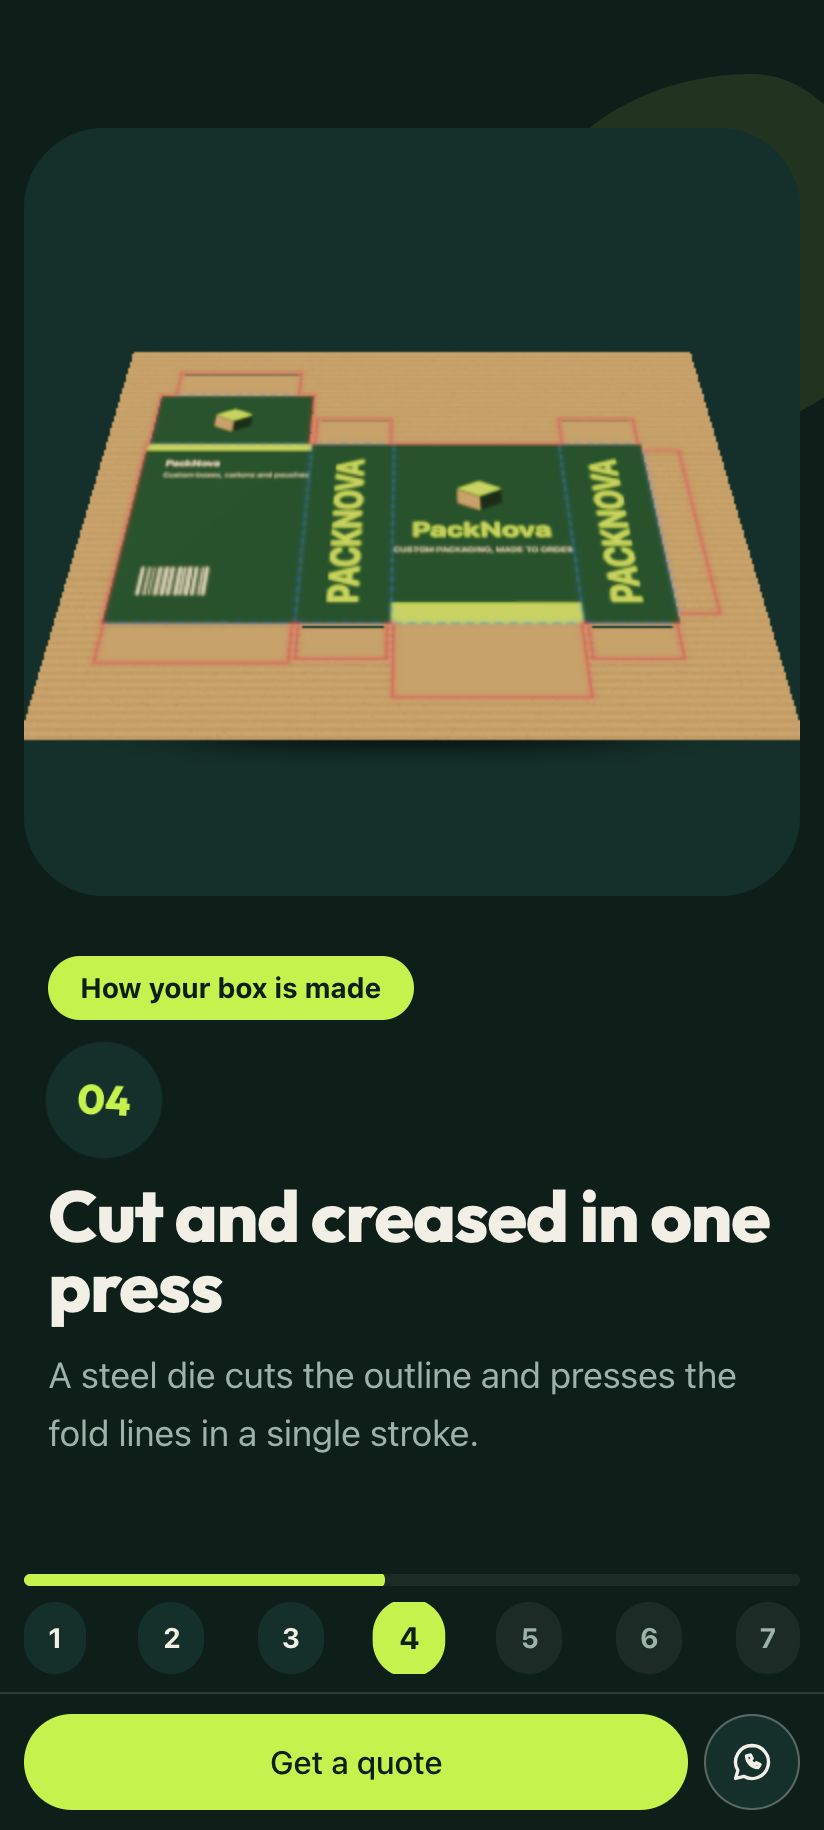 PackNova
Custom boxes, cartons and pouches
PACKNOVA
PackNova
CUSTOM PACKAGING, MADE TO ORDER
PACKNOVA
How your box is made
04
Cut and creased in one
press
A steel die cuts the outline and presses the
fold lines in a single stroke.
1 2 3 4 5 6 7
Get a quote